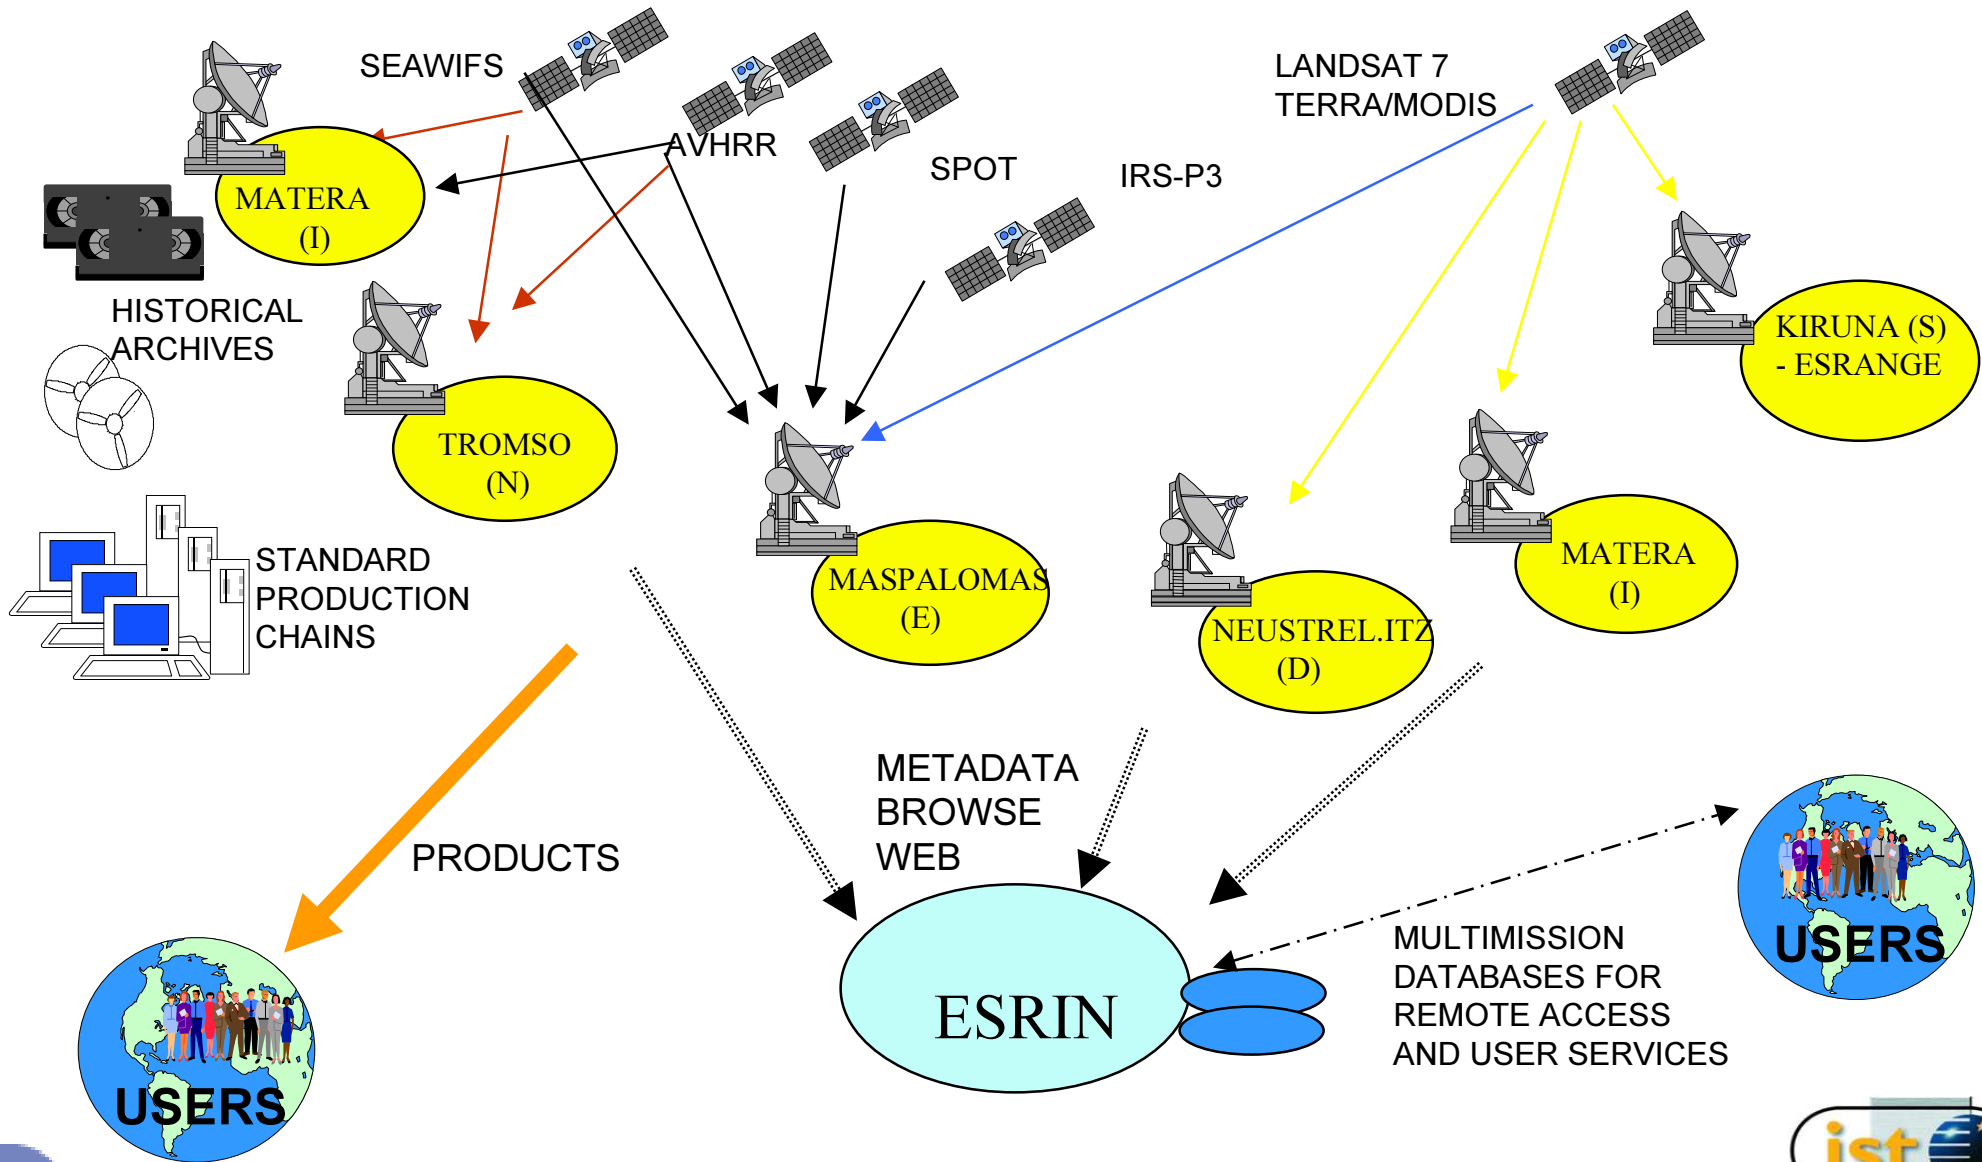 SEAWIFS
LANDSAT 7
TERRA/MODIS
AVHRR
SPOT
IRS-P3
MATERA
(I)
HISTORICAL
ARCHIVES
KIRUNA (S)
- ESRANGE
TROMSO
(N)
STANDARD
PRODUCTION
CHAINS
MASPALOMAS
(E)
MATERA
(I)
NEUSTREL.ITZ
(D)
METADATA
BROWSE
WEB
PRODUCTS
USERS
ESRIN
MULTIMISSION
DATABASES FOR
REMOTE ACCESS
AND USER SERVICES
USERS
ist